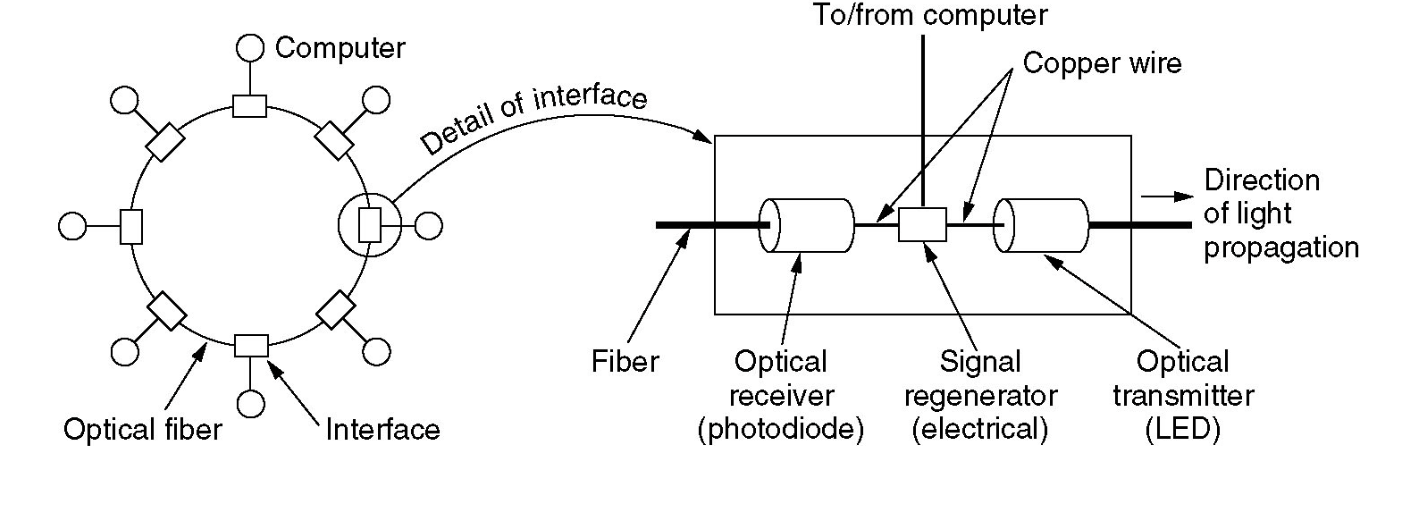 To/from computer
Computer
Copper wire
Detail of interface
Direction
of light
propagation
Fiber
Optical
receiver
(photodiode)
Signal
regenerator
(electrical)
Optical
transmitter
(LED)
Optical fiber
Interface